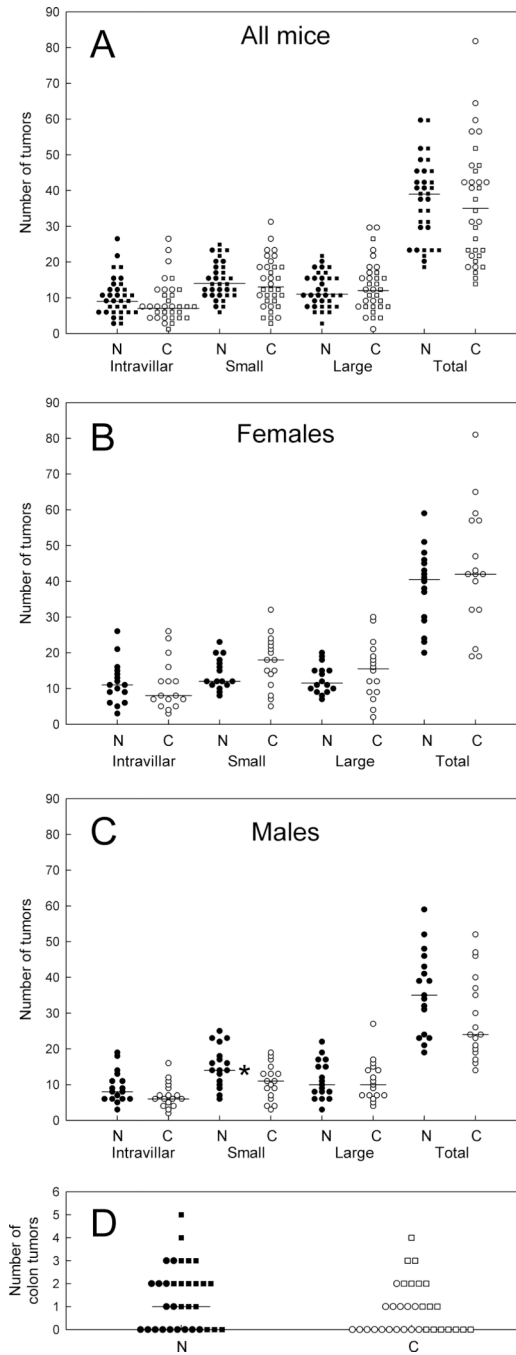 A
All mice
Number of tumors
90
80
70
60
50
40
30
20
10
0
N C N C N C N C
Intravillar Small Large Total
B
Females
Number of tumors
90
80
70
60
50
40
30
20
10
0
N C N C N C N C
Intravillar Small Large Total
C
Males
Number of tumors
90
80
70
60
50
40
30
20
10
0
*
N C N C N C N C
Intravillar Small Large Total
D
Number of
colon tumors
6
5
4
3
2
1
0
N C